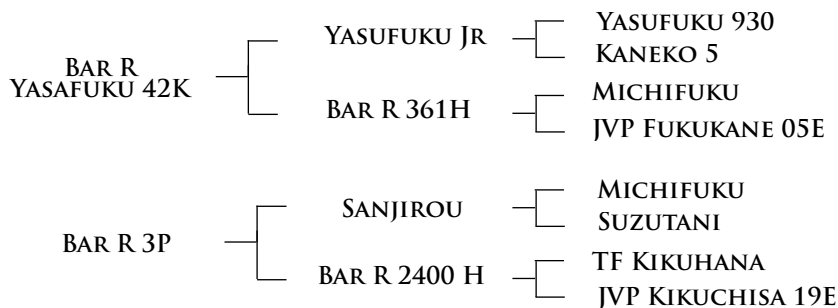 Yasufuku 930
Yasufuku Jr
Kaneko 5
Bar R
Yasafuku 42K
Michifuku
Bar R 361H
JVP Fukukane 05E
Michifuku
Sanjirou
Suzutani
Bar R 3P
TF Kikuhana
Bar R 2400 H
JVP Kikuchisa 19E